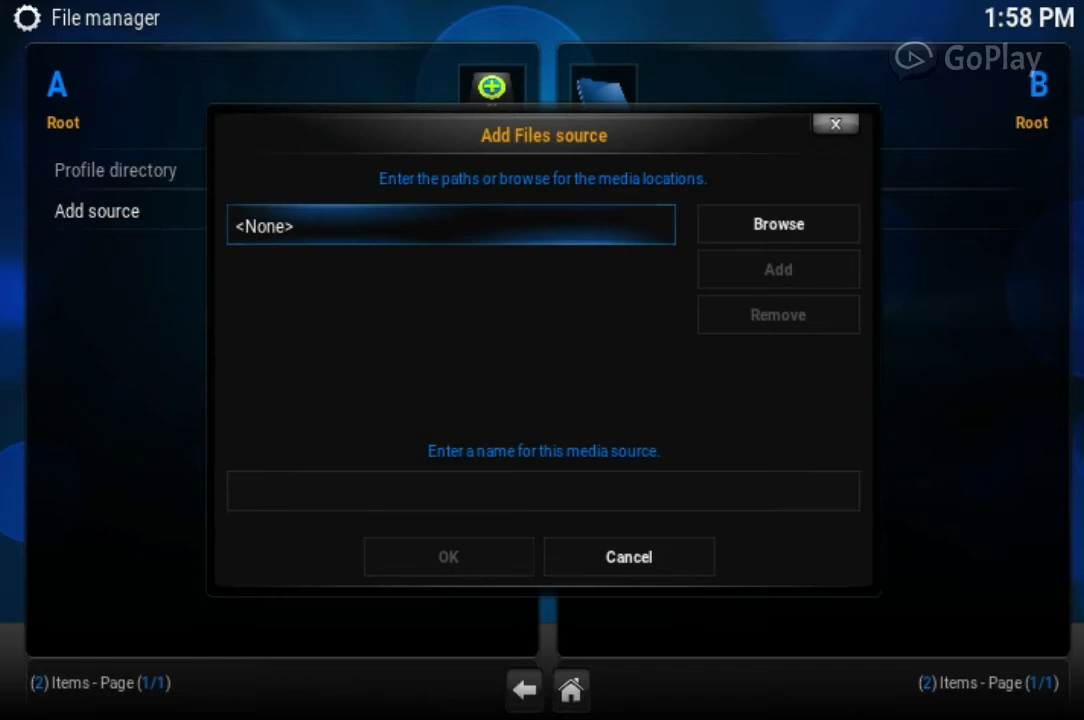 File manager
1:58 PM
GoPlay
A
B
Root
Root
Profile directory
Add source
Add Files source
X
Enter the paths or browse for the media locations.
<None>
Browse
Add
Remove
Enter a name for this media source.
OK
Cancel
(2) Items - Page (1/1)
(2) Items - Page (1/1)